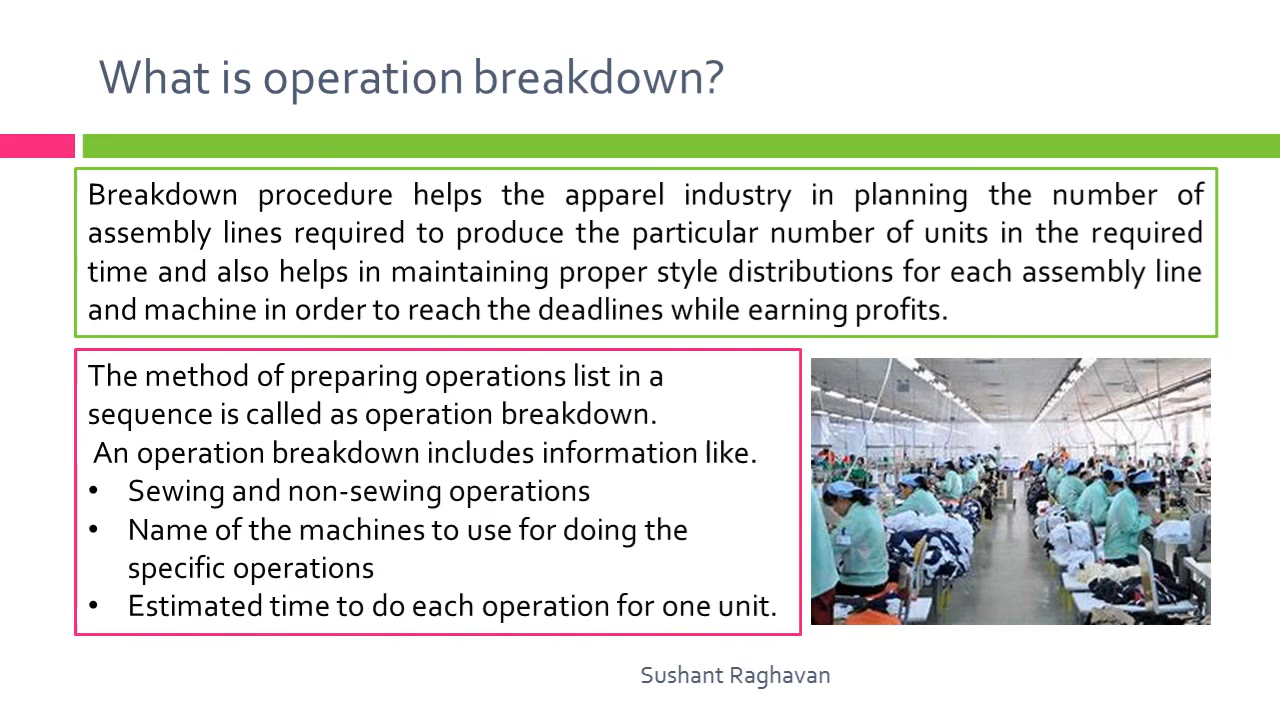 What is operation breakdown?
Breakdown procedure helps the apparel industry in planning the number of
assembly lines required to produce the particular number of units in the required
time and also helps in maintaining proper style distributions for each assembly line
and machine in order to reach the deadlines while earning profits.
The method of preparing operations list in a
sequence is called as operation breakdown.
An operation breakdown includes information like.
• Sewing and non-sewing operations
• Name of the machines to use for doing the
specific operations
• Estimated time to do each operation for one unit.
Sushant Raghavan